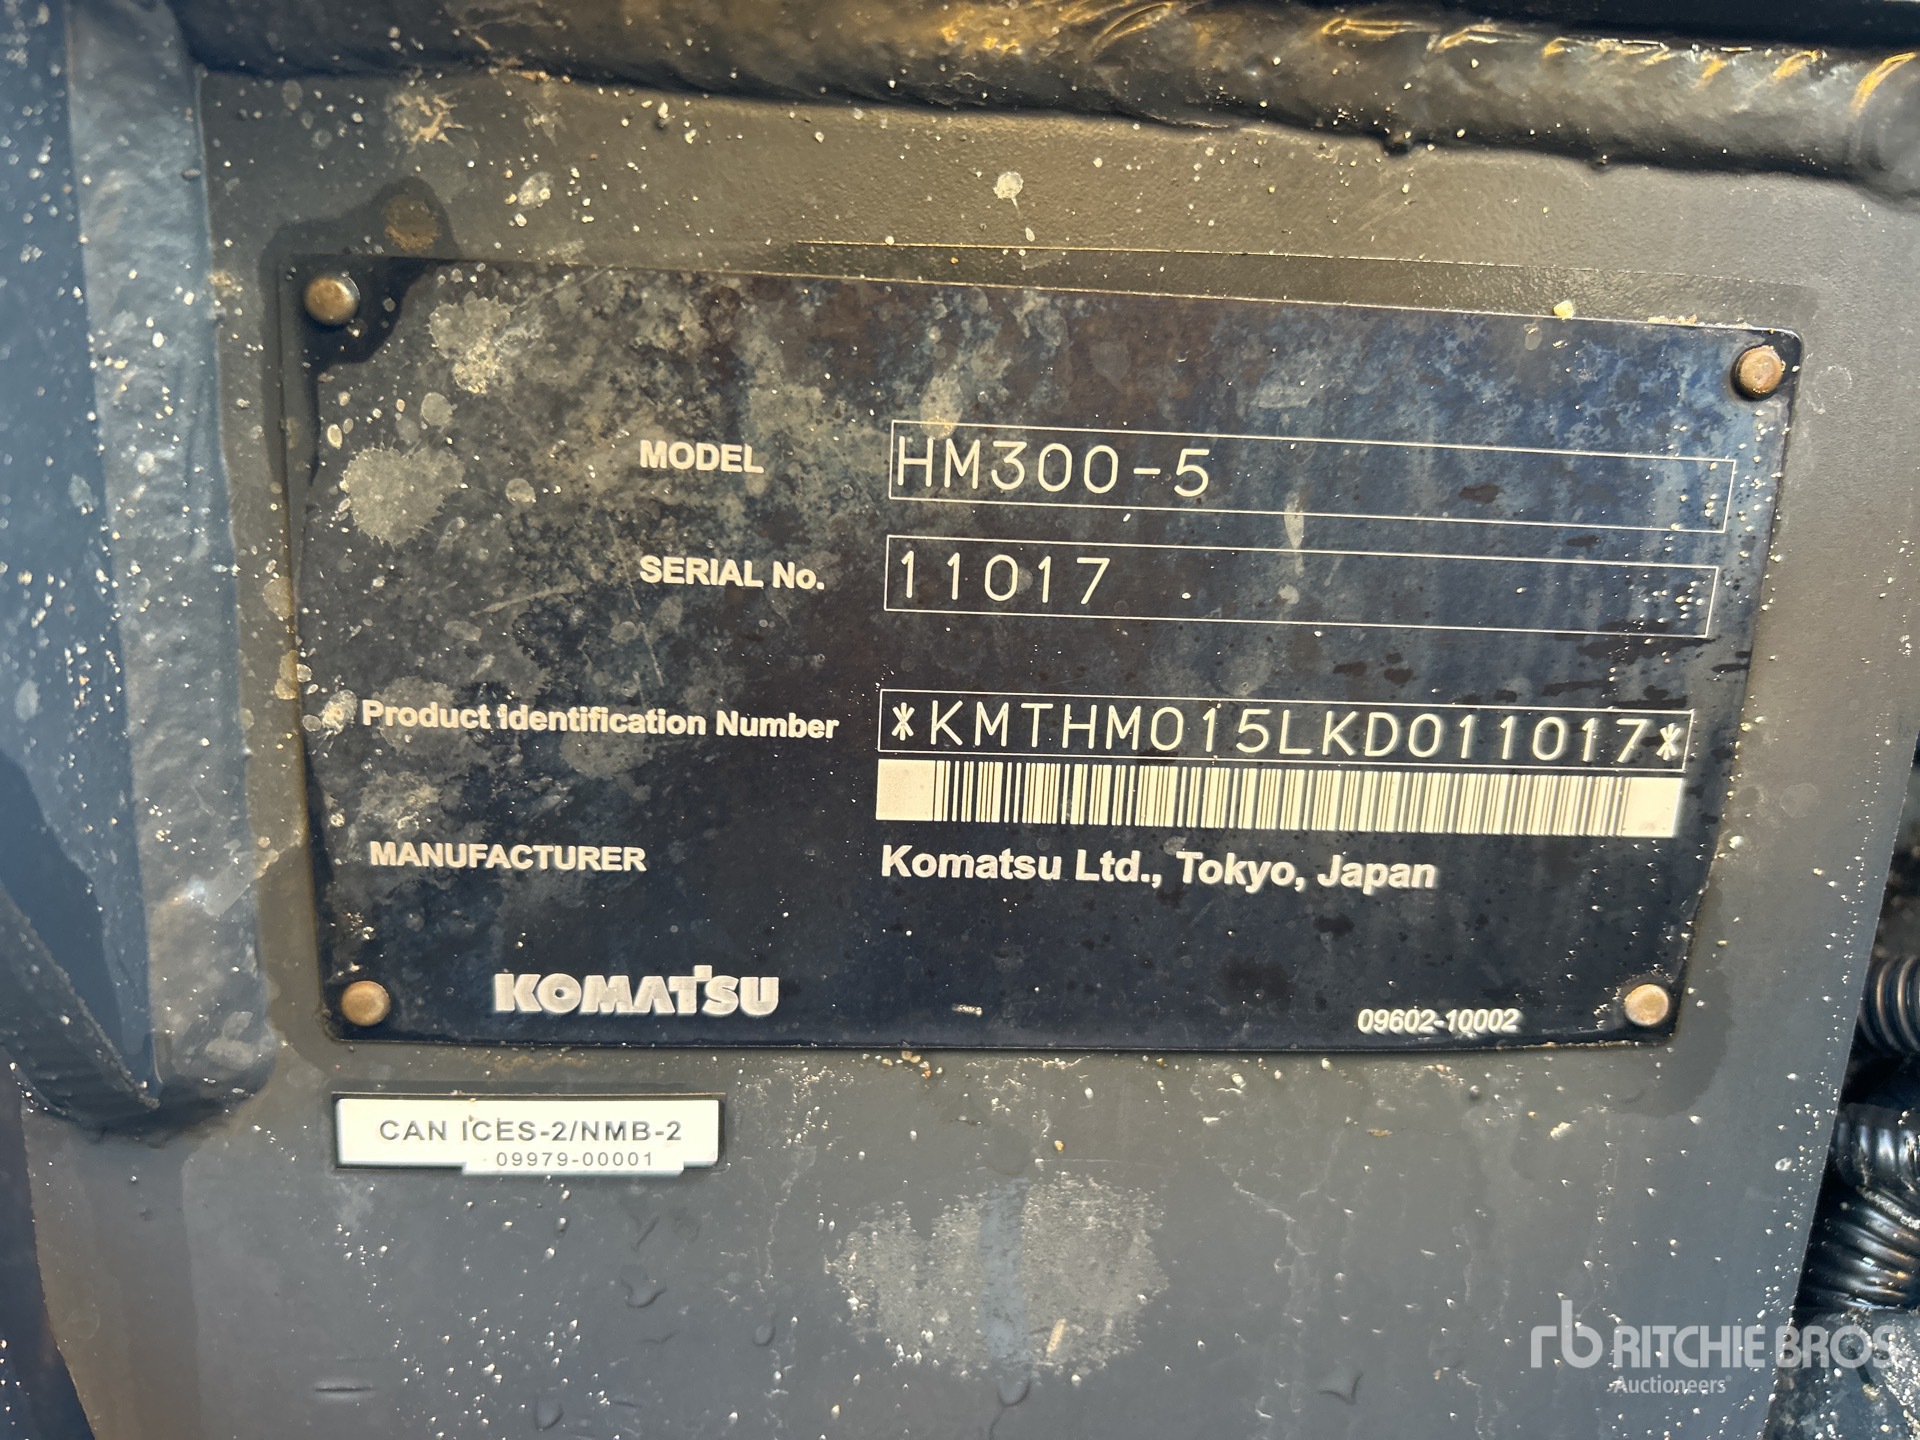 MODEL HM300-5
SERIAL No. 11017
Product Identification Number *KMTHM015LKD011017*
MANUFACTURER Komatsu Ltd., Tokyo, Japan
KOMATSU
09602-10002
CAN ICES-2/NMB-2
09979-00001
rb RITCHIE BROS
Auctioneers